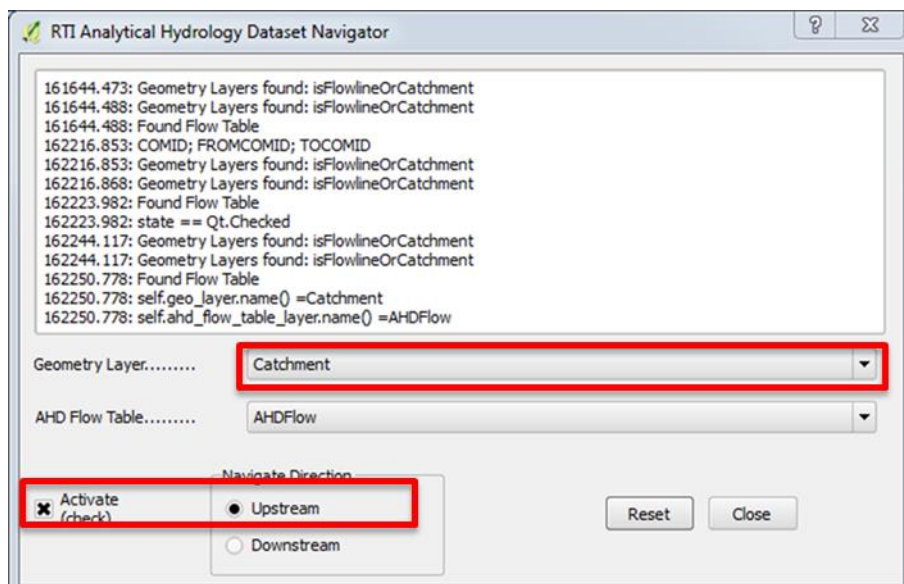 RTI Analytical Hydrology Dataset Navigator
161644.473: Geometry Layers found: isFlowlineOrCatchment
161644.488: Geometry Layers found: isFlowlineOrCatchment
161644.488: Found Flow Table
162216.853: COMID; FROMCOMID; TOCOMID
162216.853: Geometry Layers found: isFlowlineOrCatchment
162216.868: Geometry Layers found: isFlowlineOrCatchment
162223.982: Found Flow Table
162223.982: state == Qt.Checked
162244.117: Geometry Layers found: isFlowlineOrCatchment
162244.117: Geometry Layers found: isFlowlineOrCatchment
162250.778: Found Flow Table
162250.778: self.geo_layer.name() =Catchment
162250.778: self.ahd_flow_table_layer.name() =AHDFlow
Geometry Layer......... Catchment
AHD Flow Table......... AHDFlow
Navigate Direction
Activate
(check)
Upstream
Downstream
Reset Close